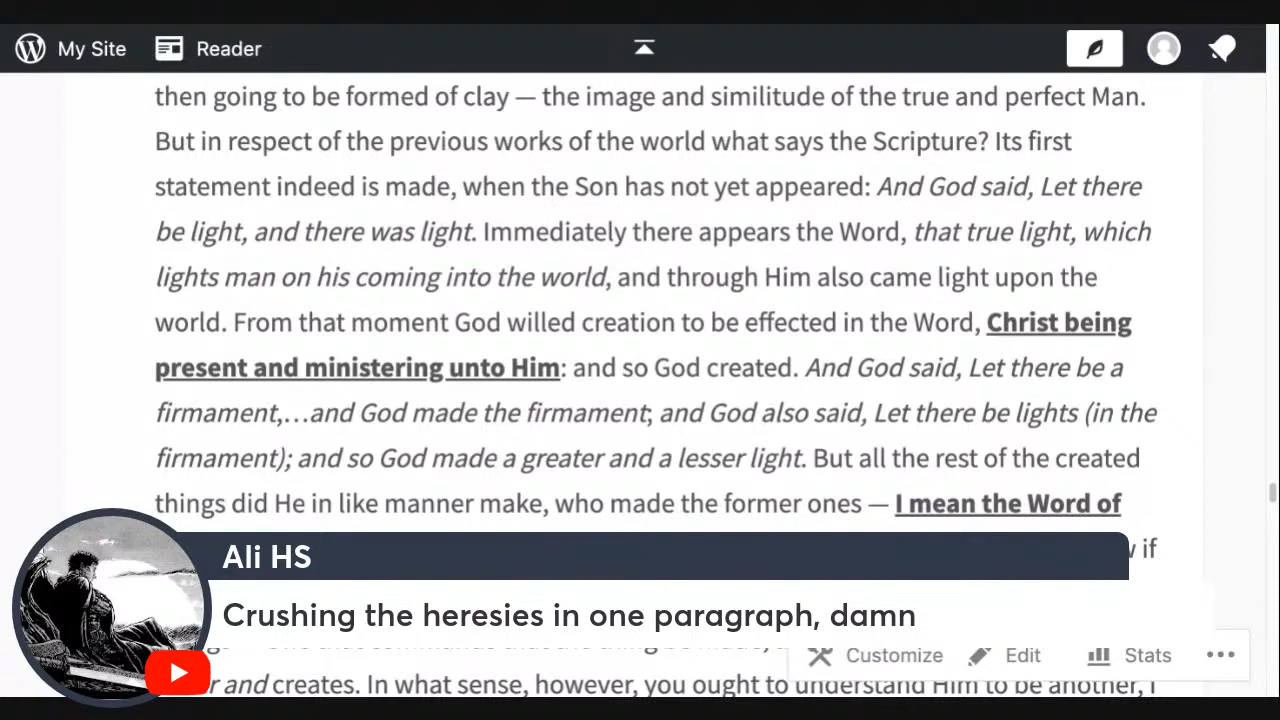 My Site Reader
then going to be formed of clay — the image and similitude of the true and perfect Man.
But in respect of the previous works of the world what says the Scripture? Its first
statement indeed is made, when the Son has not yet appeared: And God said, Let there
be light, and there was light. Immediately there appears the Word, that true light, which
lights man on his coming into the world, and through Him also came light upon the
world. From that moment God willed creation to be effected in the Word, Christ being
present and ministering unto Him: and so God created. And God said, Let there be a
firmament,…and God made the firmament; and God also said, Let there be lights (in the
firmament); and so God made a greater and a lesser light. But all the rest of the created
things did He in like manner make, who made the former ones — I mean the Word of
if
Ali HS
Crushing the heresies in one paragraph, damn
Customize Edit Stats
and creates. In what sense, however, you ought to understand Him to be another, I